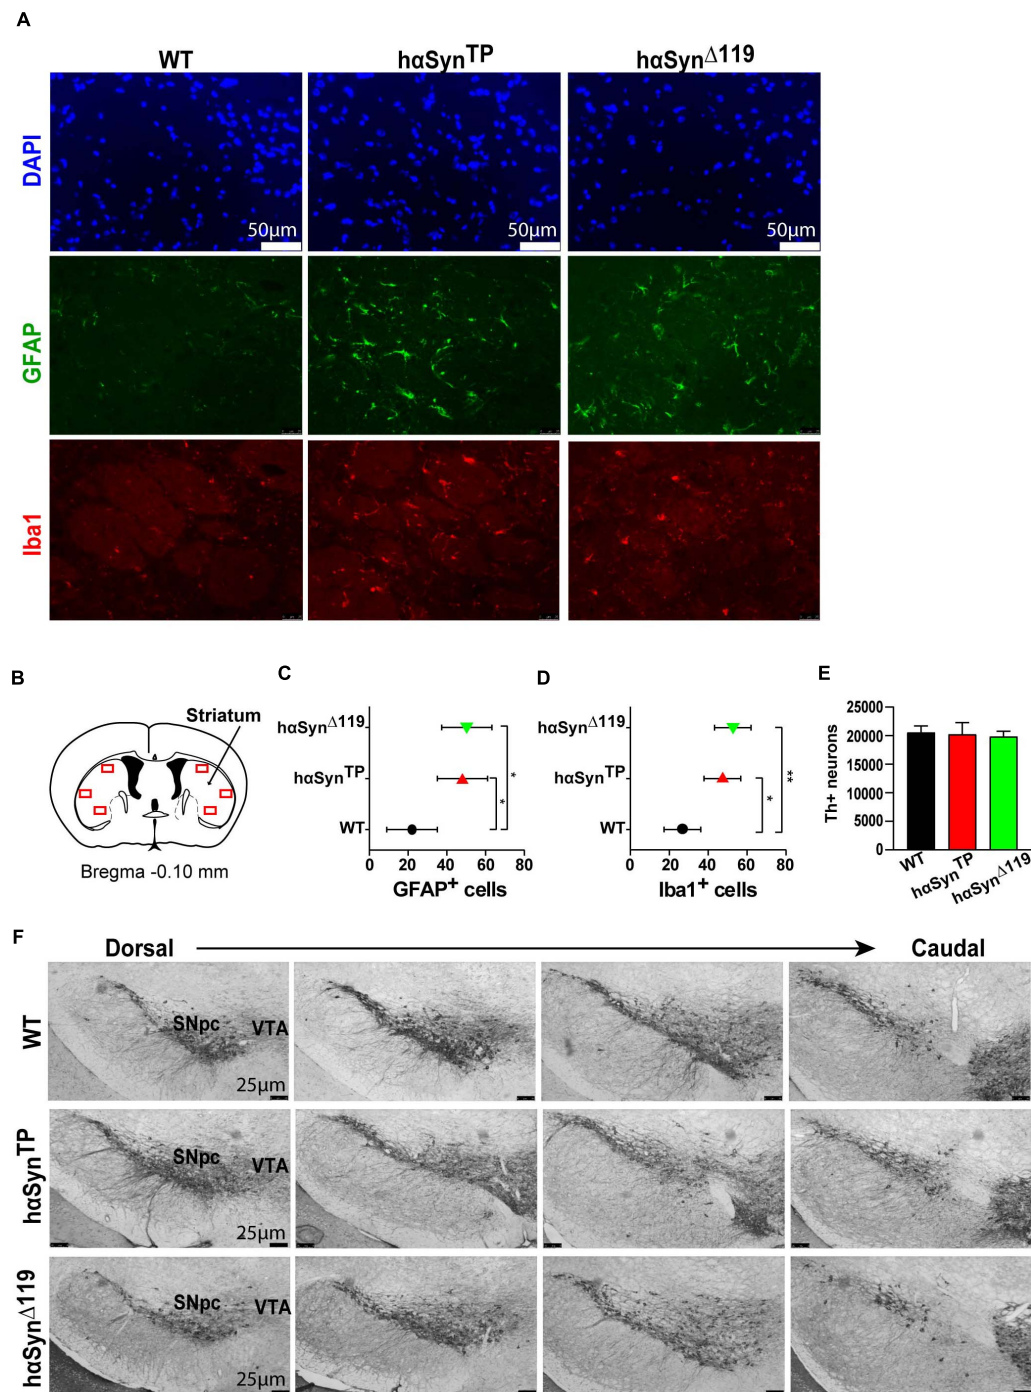 A
WT
hαSynTP
hαSynΔ119
DAPI
50μm
50μm
50μm
GFAP
Iba1
B
Striatum
Bregma -0.10 mm
C
hαSynΔ119
hαSynTP
WT
*
*
0 20 40 60 80
GFAP+ cells
D
hαSynΔ119
hαSynTP
WT
**
*
0 20 40 60 80
Iba1+ cells
E
Th+ neurons
25000
20000
15000
10000
5000
0
WT
hαSynTP
hαSynΔ119
F
Dorsal
Caudal
WT
SNpc
VTA
25μm
hαSynTP
SNpc
VTA
25μm
hαSynΔ119
SNpc
VTA
25μm